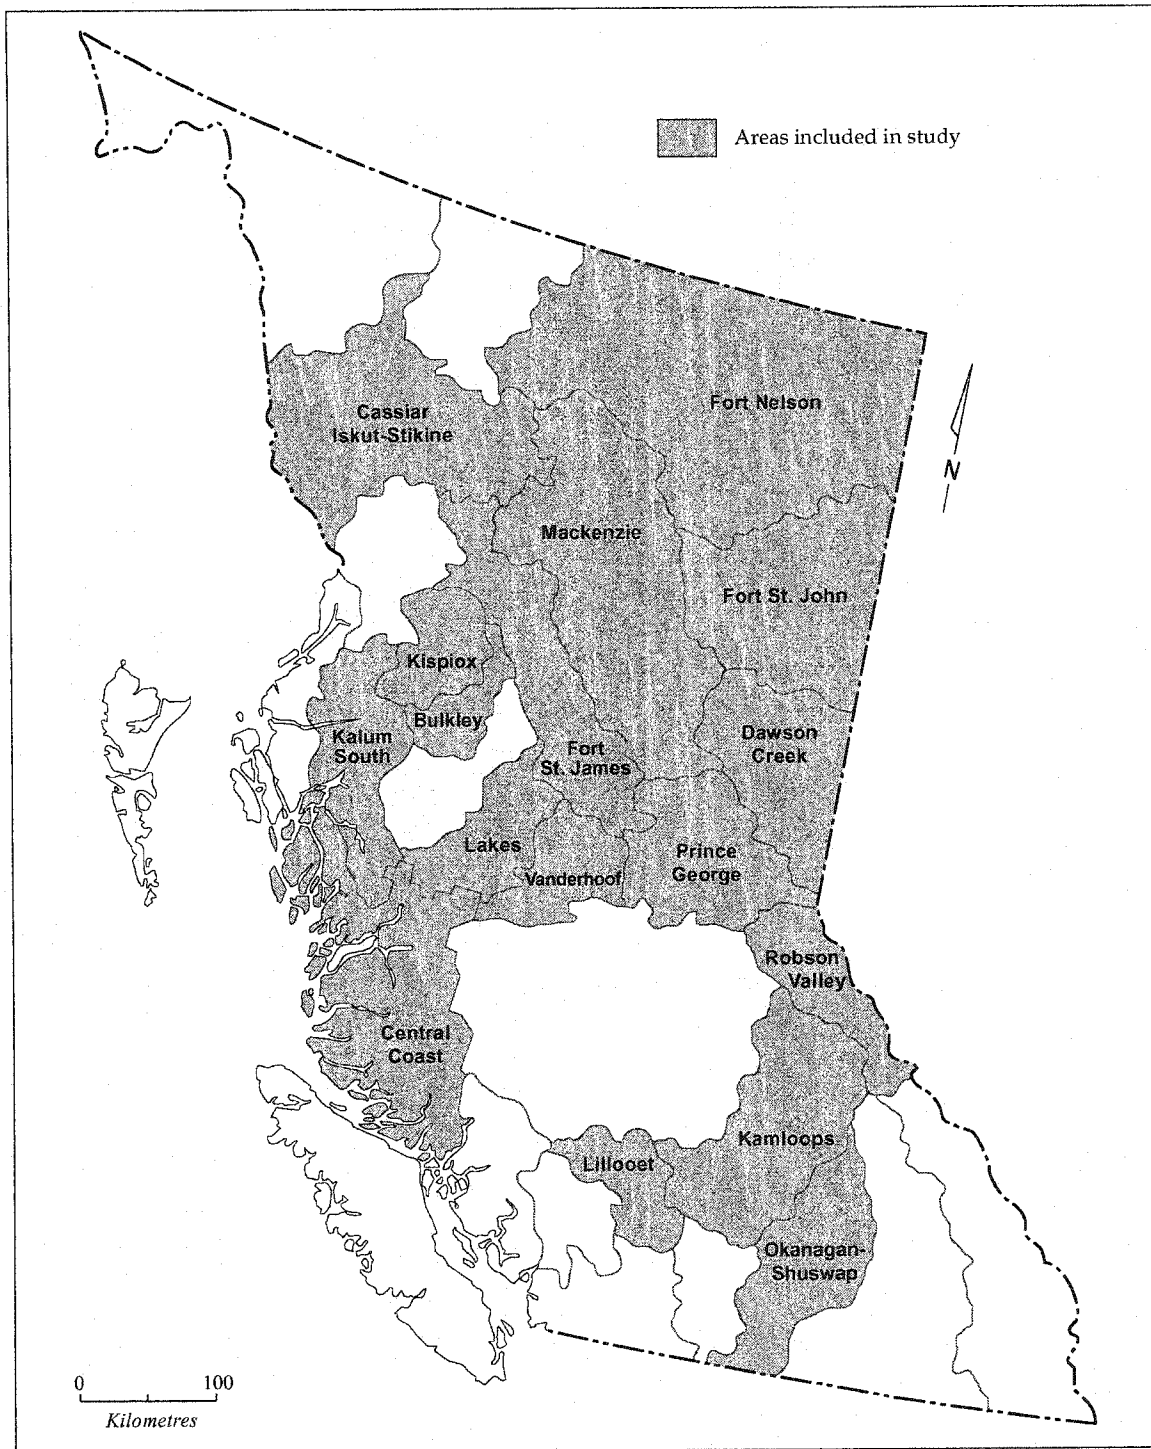 Areas included in study
Fort Nelson
Cassiar
Iskut-Stikine
N
Mackenzie
Fort St. John
Kispiox
Bulkley
Kalum
South
Dawson
Creek
Fort
St. James
Lakes
Prince
George
Vanderhoof
Robson
Valley
Central
Coast
Kamloops
Lillooet
Okanagan-
Shuswap
0 100
Kilometres